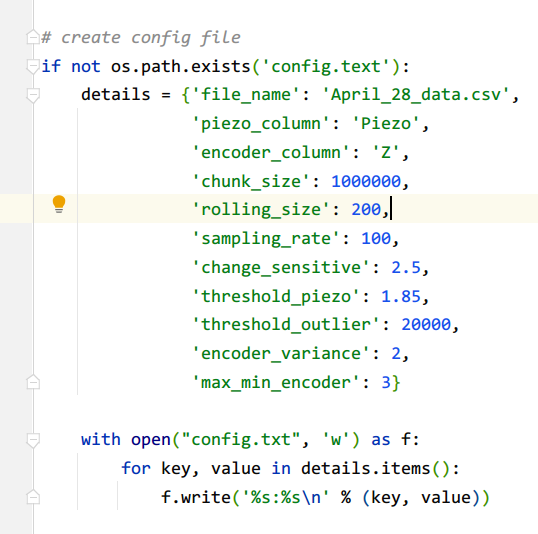 # create config file
if not os.path.exists('config.text'):
    details = {'file_name': 'April_28_data.csv',
               'piezo_column': 'Piezo',
               'encoder_column': 'Z',
               'chunk_size': 1000000,
               'rolling_size': 200,
               'sampling_rate': 100,
               'change_sensitive': 2.5,
               'threshold_piezo': 1.85,
               'threshold_outlier': 20000,
               'encoder_variance': 2,
               'max_min_encoder': 3}
    with open("config.txt", 'w') as f:
        for key, value in details.items():
            f.write('%s:%s\n' % (key, value))